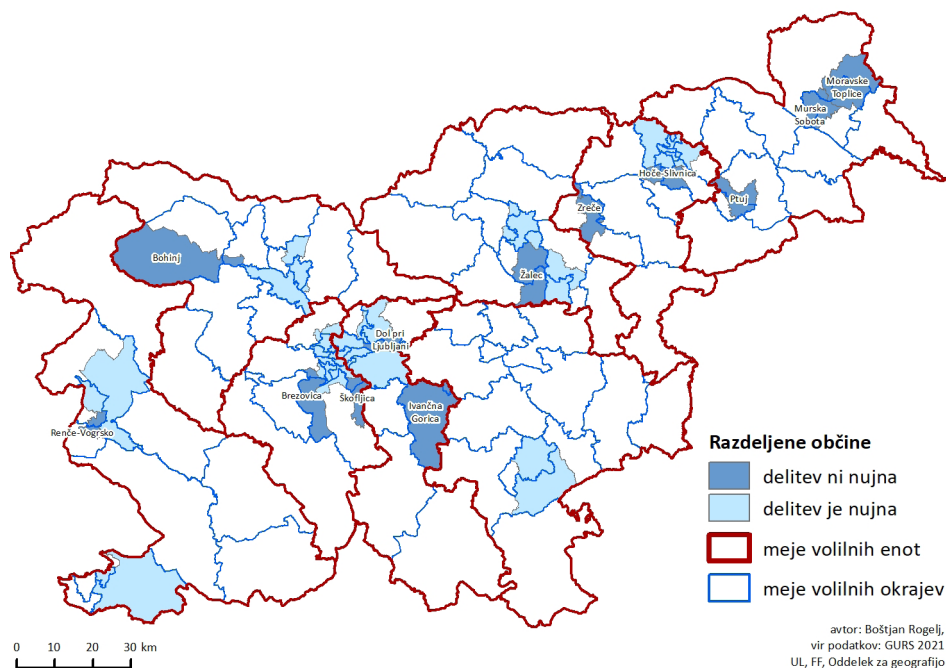 Moravske
Toplice
Murska
Sobota
Hoče-Slivnica
Ptuj
Zreče
Bohinj
Žalec
Dol pri
Ljubljani
Brezovica
Škofljica
Ivančna
Gorica
Renče-Vogrsko
Razdeljene občine
delitev ni nujna
delitev je nujna
meje volilnih enot
meje volilnih okrajev
avtor: Boštjan Rogelj,
vir podatkov: GURS 2021
UL, FF, Oddelek za geografijo
0 10 20 30 km